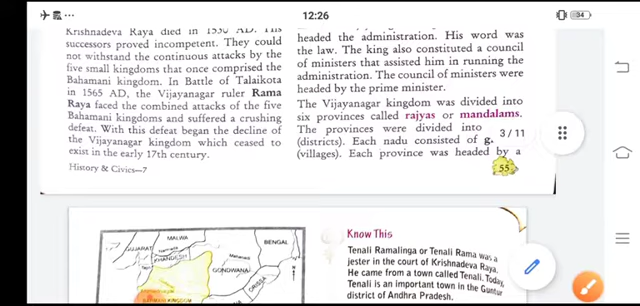 12:26
34
Krishnadeva Raya died in 1530 AD. His
successors proved incompetent. They could
not withstand the continuous attacks by the
five small kingdoms that once comprised the
Bahamani kingdom. In Battle of Talaikota
in 1565 AD, the Vijayanagar ruler Rama
Raya faced the combined attacks of the five
Bahamani kingdoms and suffered a crushing
defeat. With this defeat began the decline of
the Vijayanagar kingdom which ceased to
exist in the early 17th century.
History & Civics—7
headed the administration. His word was
the law. The king also constituted a council
of ministers that assisted him in running the
administration. The council of ministers were
headed by the prime minister.
The Vijayanagar kingdom was divided into
six provinces called rajyas or mandalams.
The provinces were divided into
(districts). Each nadu consisted of g
(villages). Each province was headed by a
3 / 11
55
MALWA
GUJARAT
Narmada
KHANDESH
Tapti
Mahanadi
BENGAL
GONDWANA
ORISSA
BAHMANI KINGDOM
Know This
Tenali Ramalinga or Tenali Rama was a
jester in the court of Krishnadeva Raya.
He came from a town called Tenali. Today,
Tenali is an important town in the Guntur
district of Andhra Pradesh.